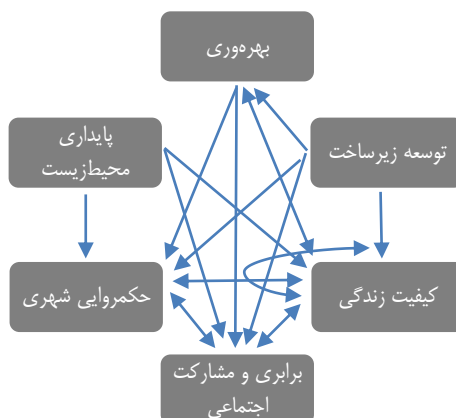 بهره‌وری
توسعه زیرساخت
پایداری
محیط‌زیست
کیفیت زندگی
حکمروایی شهری
برابری و مشارکت
اجتماعی